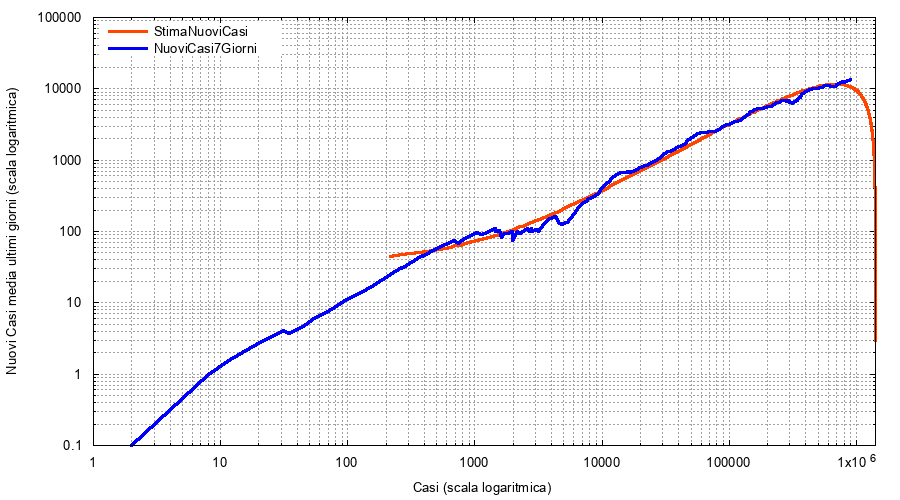 100000
10000
1000
100
10
1
0.1
Nuovi Casi media ultimi giorni (scala logaritmica)
StimaNuoviCasi
NuoviCasi7Giorni
1 10 100 1000 10000 100000 1x10 6
Casi (scala logaritmica)